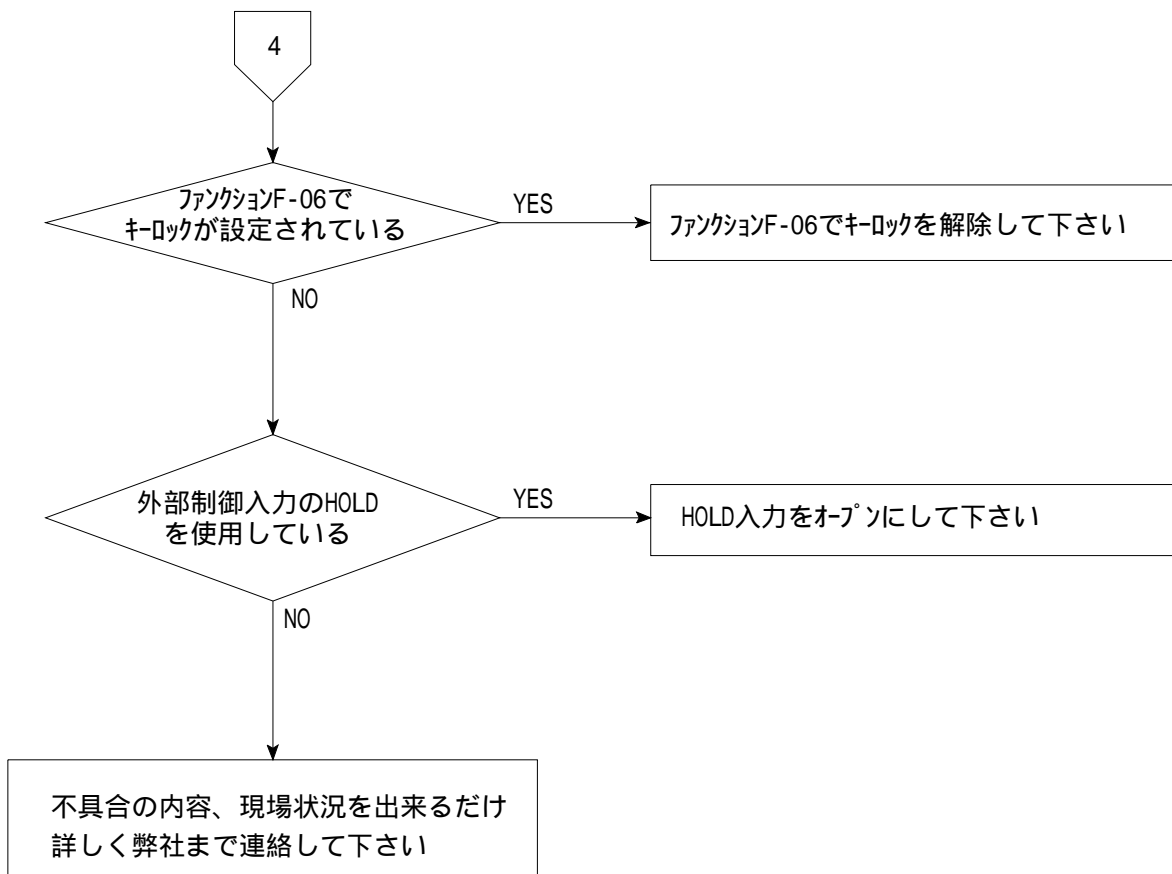 4
ﾌｧﾝｸｼｮﾝF-06で
ｷｰﾛｯｸが設定されている
YES
ﾌｧﾝｸｼｮﾝF-06でｷｰﾛｯｸを解除して下さい
NO
外部制御入力のHOLD
を使用している
YES
HOLD入力をｵｰﾌﾟﾝにして下さい
NO
不具合の内容、現場状況を出来るだけ
詳しく弊社まで連絡して下さい